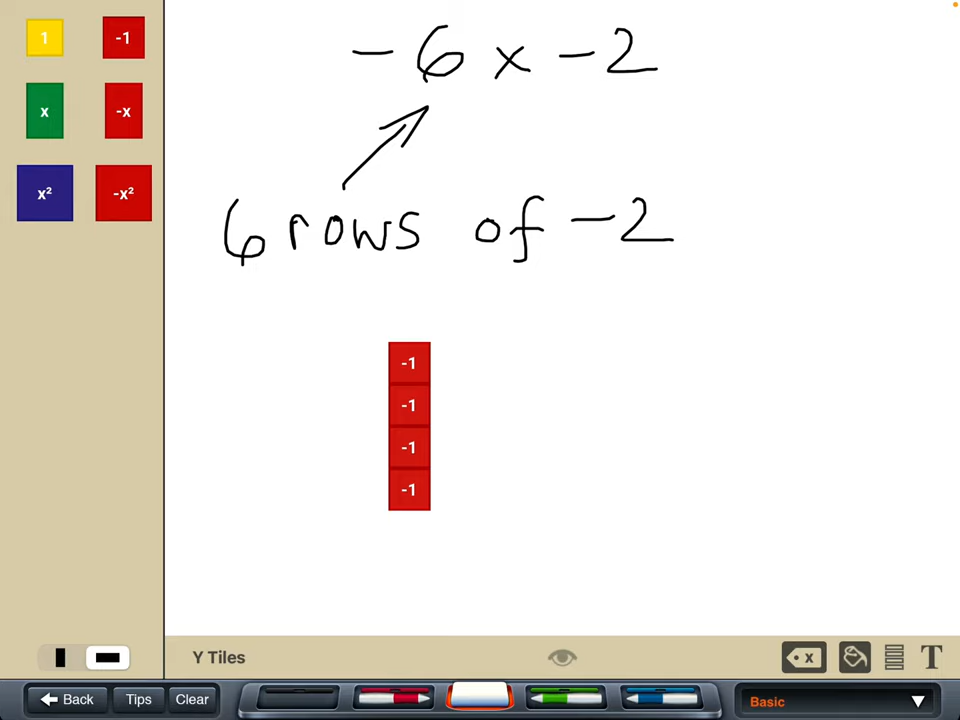 1 -1
x -x
x² -x²
-6 x -2
6 rows of -2
-1
-1
-1
-1
Y Tiles x T
Back Tips Clear Basic